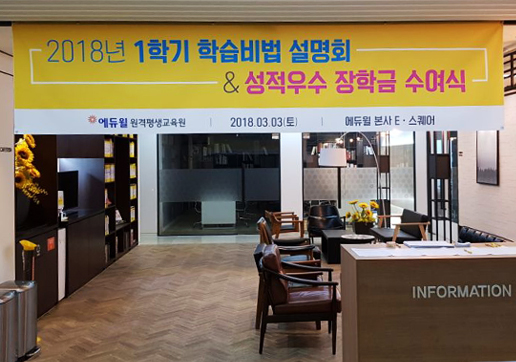 2018년 1학기 학습비법 설명회
& 성적우수 장학금 수여식
에듀윌 원격평생교육원 | 2018.03.03(토) | 에듀윌 본사 E·스퀘어
INFORMATION